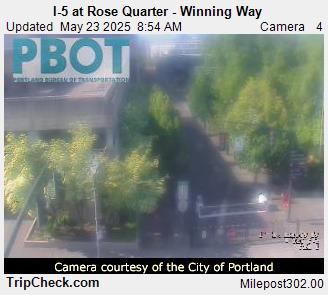 I-5 at Rose Quarter - Winning Way
Updated May 23 2025 8:54 AM Camera 4
PBOT
PORTLAND BUREAU OF TRANSPORTATION
Camera courtesy of the City of Portland
TripCheck.com Milepost302.00